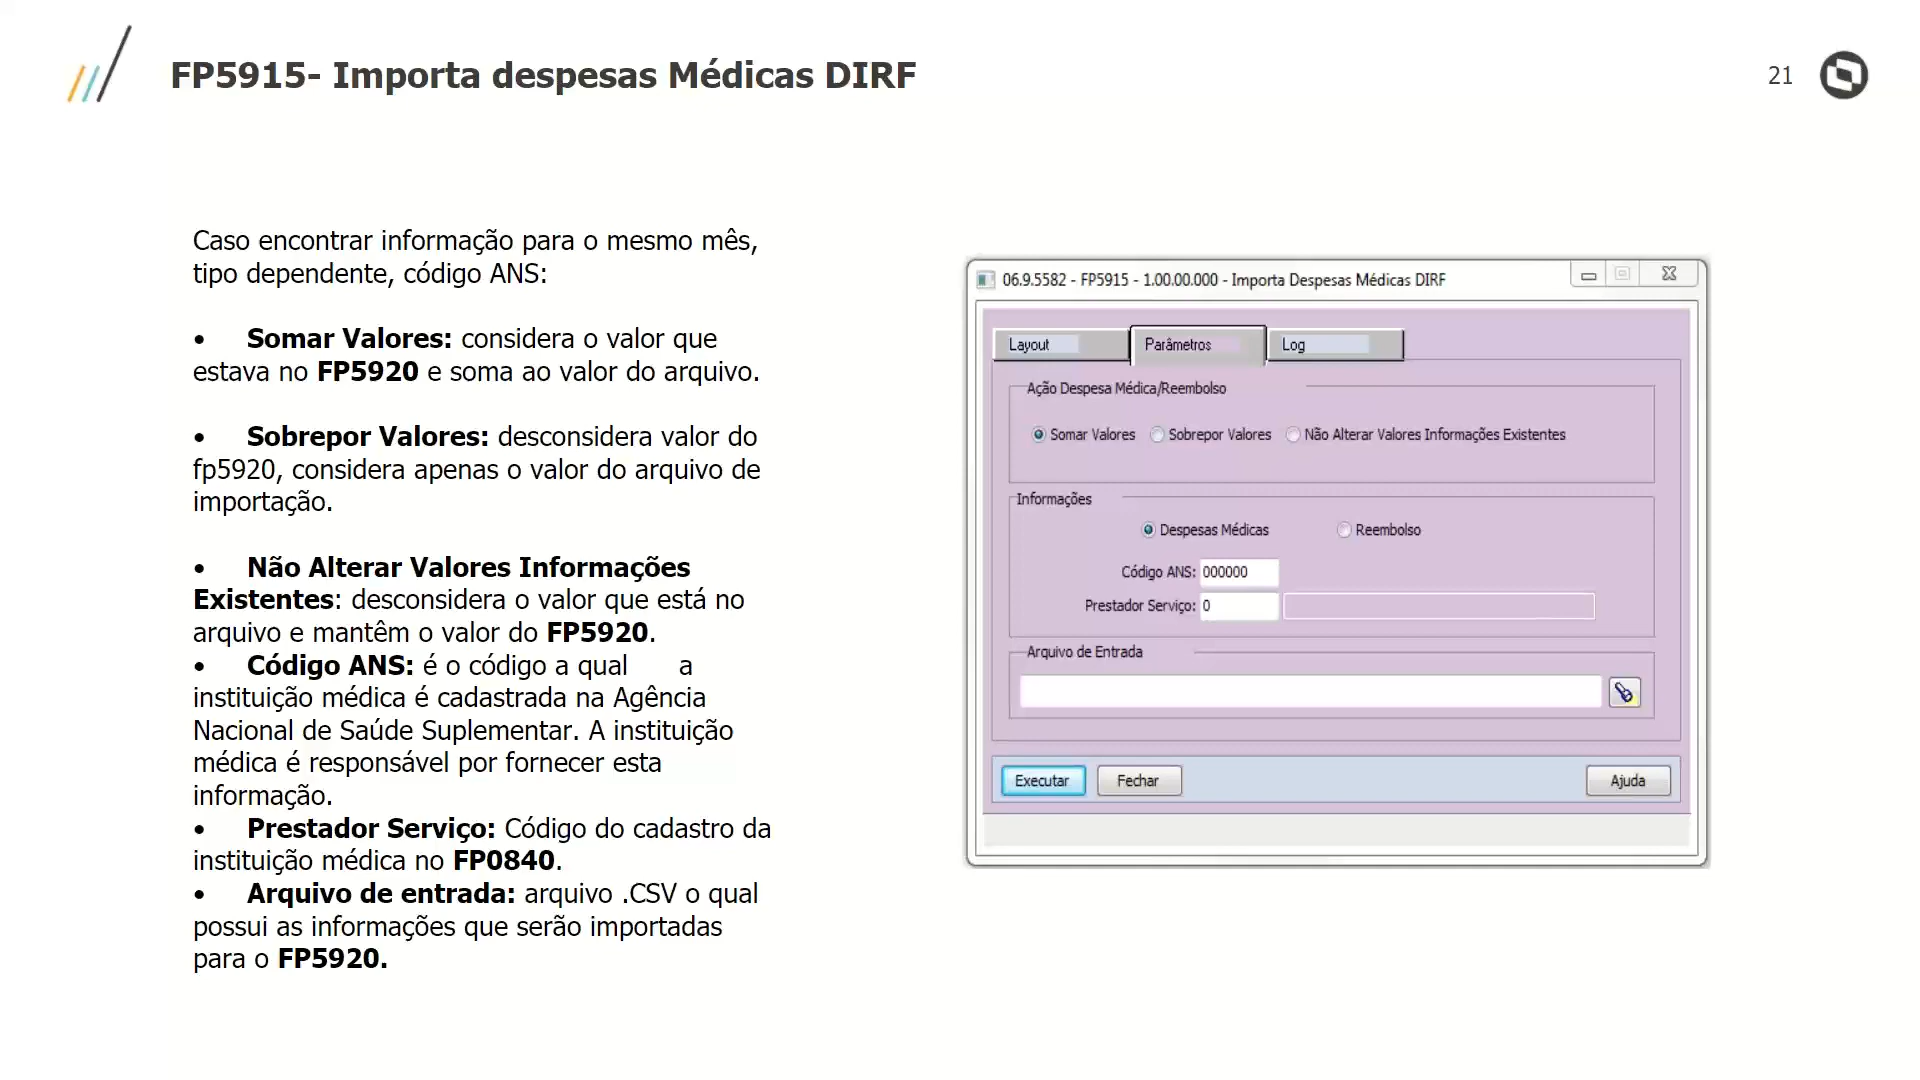 FP5915- Importa despesas Médicas DIRF
21
Caso encontrar informação para o mesmo mês,
tipo dependente, código ANS:
• Somar Valores: considera o valor que
estava no FP5920 e soma ao valor do arquivo.
• Sobrepor Valores: desconsidera valor do
fp5920, considera apenas o valor do arquivo de
importação.
• Não Alterar Valores Informações
Existentes: desconsidera o valor que está no
arquivo e mantêm o valor do FP5920.
• Código ANS: é o código a qual a
instituição médica é cadastrada na Agência
Nacional de Saúde Suplementar. A instituição
médica é responsável por fornecer esta
informação.
• Prestador Serviço: Código do cadastro da
instituição médica no FP0840.
• Arquivo de entrada: arquivo .CSV o qual
possui as informações que serão importadas
para o FP5920.
06.9.5582 - FP5915 - 1.00.00.000 - Importa Despesas Médicas DIRF
Layout Parâmetros Log
Ação Despesa Médica/Reembolso
Somar Valores Sobrepor Valores Não Alterar Valores Informações Existentes
Informações
Despesas Médicas Reembolso
Código ANS: 000000
Prestador Serviço: 0
Arquivo de Entrada
Executar Fechar Ajuda